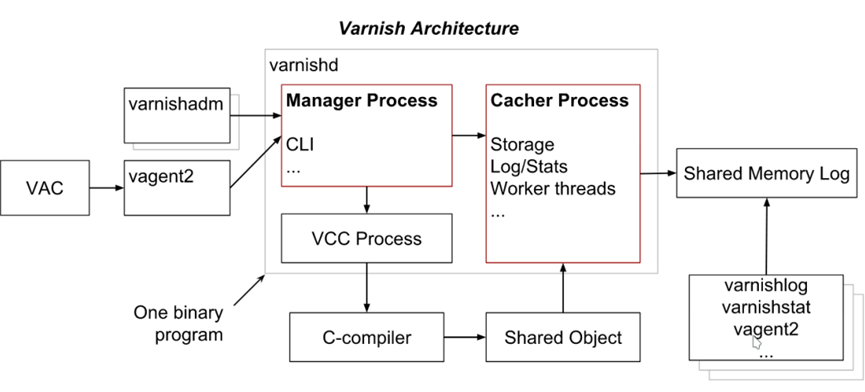 Varnish Architecture
varnishd
varnishadm
Manager Process
CLI
...
Cacher Process
Storage
Log/Stats
Worker threads
...
VAC
vagent2
Shared Memory Log
VCC Process
One binary
program
C-compiler
Shared Object
varnishlog
varnishstat
vagent2
...